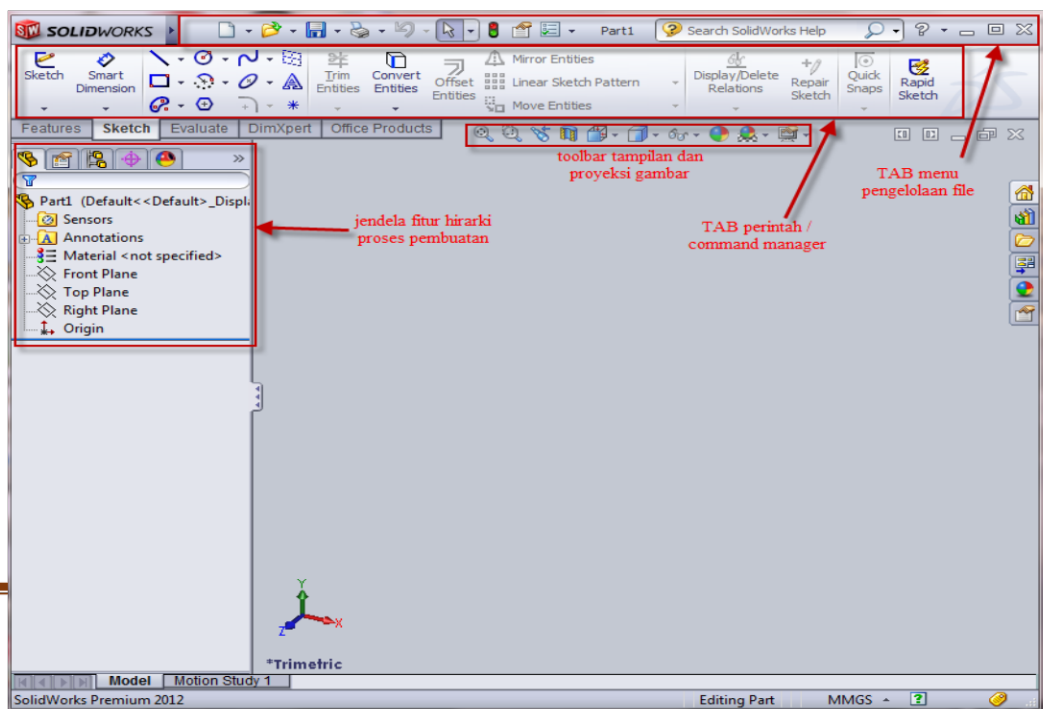 SW SOLIDWORKS
Part1
Search SolidWorks Help
Sketch
Smart Dimension
Trim Entities
Convert Entities
Offset Entities
Mirror Entities
Linear Sketch Pattern
Move Entities
Display/Delete Relations
Repair Sketch
Quick Snaps
Rapid Sketch
Features Sketch Evaluate DimXpert Office Products
toolbar tampilan dan
proyeksi gambar
TAB menu
pengelolaan file
TAB perintah /
command manager
jendela fitur hirarki
proses pembuatan
Part1 (Default<<Default>_Displ
Sensors
A Annotations
Material <not specified>
Front Plane
Top Plane
Right Plane
Origin
Y
X
Z
*Trimetric
Model Motion Study 1
SolidWorks Premium 2012
Editing Part MMGS